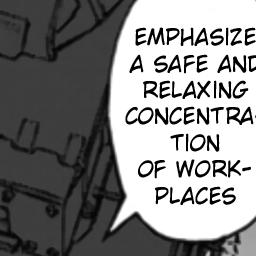 EMPHASIZE
A SAFE AND
RELAXING
CONCENTRA-
TION
OF WORK-
PLACES